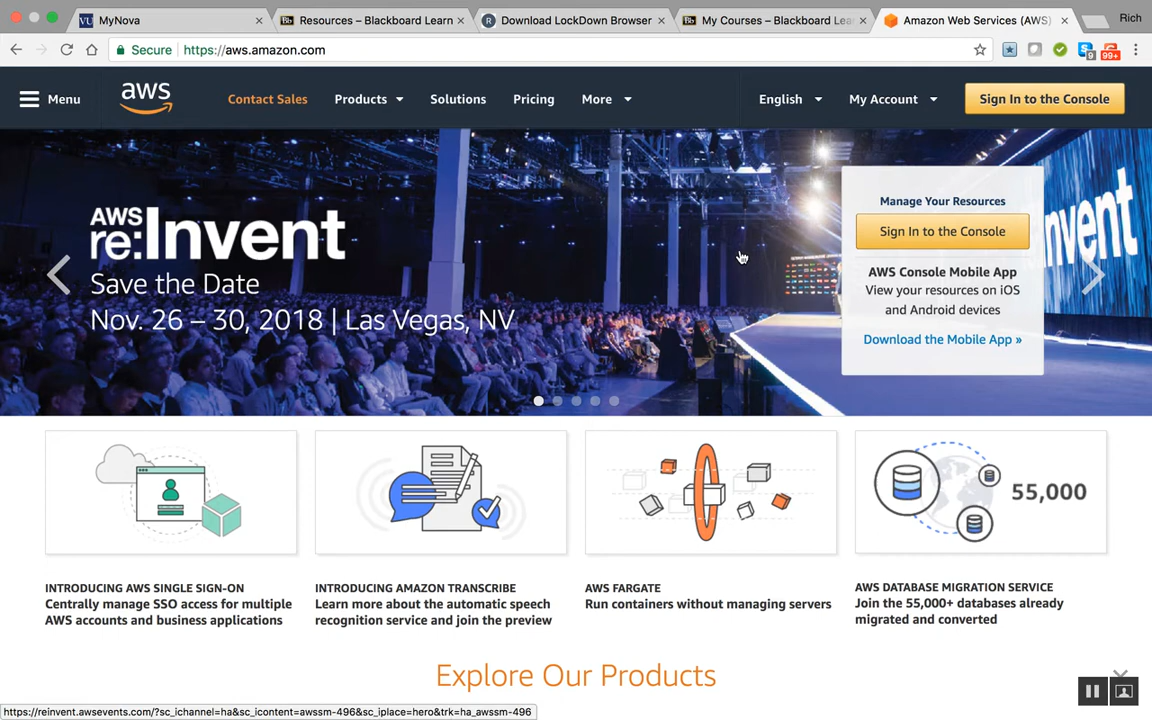 MyNova
Resources – Blackboard Learn
Download LockDown Browser
My Courses – Blackboard Lea
Amazon Web Services (AWS)
Rich
Secure
https://aws.amazon.com
9
99+
Menu
aws
Contact Sales
Products
Solutions
Pricing
More
English
My Account
Sign In to the Console
AWS
re:Invent
Save the Date
Nov. 26 – 30, 2018 | Las Vegas, NV
Manage Your Resources
Sign In to the Console
AWS Console Mobile App
View your resources on iOS
and Android devices
Download the Mobile App »
nvent
55,000
INTRODUCING AWS SINGLE SIGN-ON
Centrally manage SSO access for multiple
AWS accounts and business applications
INTRODUCING AMAZON TRANSCRIBE
Learn more about the automatic speech
recognition service and join the preview
AWS FARGATE
Run containers without managing servers
AWS DATABASE MIGRATION SERVICE
Join the 55,000+ databases already
migrated and converted
Explore Our Products
https://reinvent.awsevents.com/?sc_ichannel=ha&sc_icontent=awssm-496&sc_iplace=hero&trk=ha_awssm-496